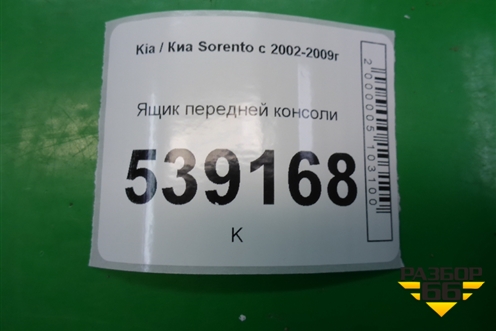 Kia / Киа Sorento с 2002-2009г
Ящик передней консоли
539168
К
2000005103100
РАЗБОР
66